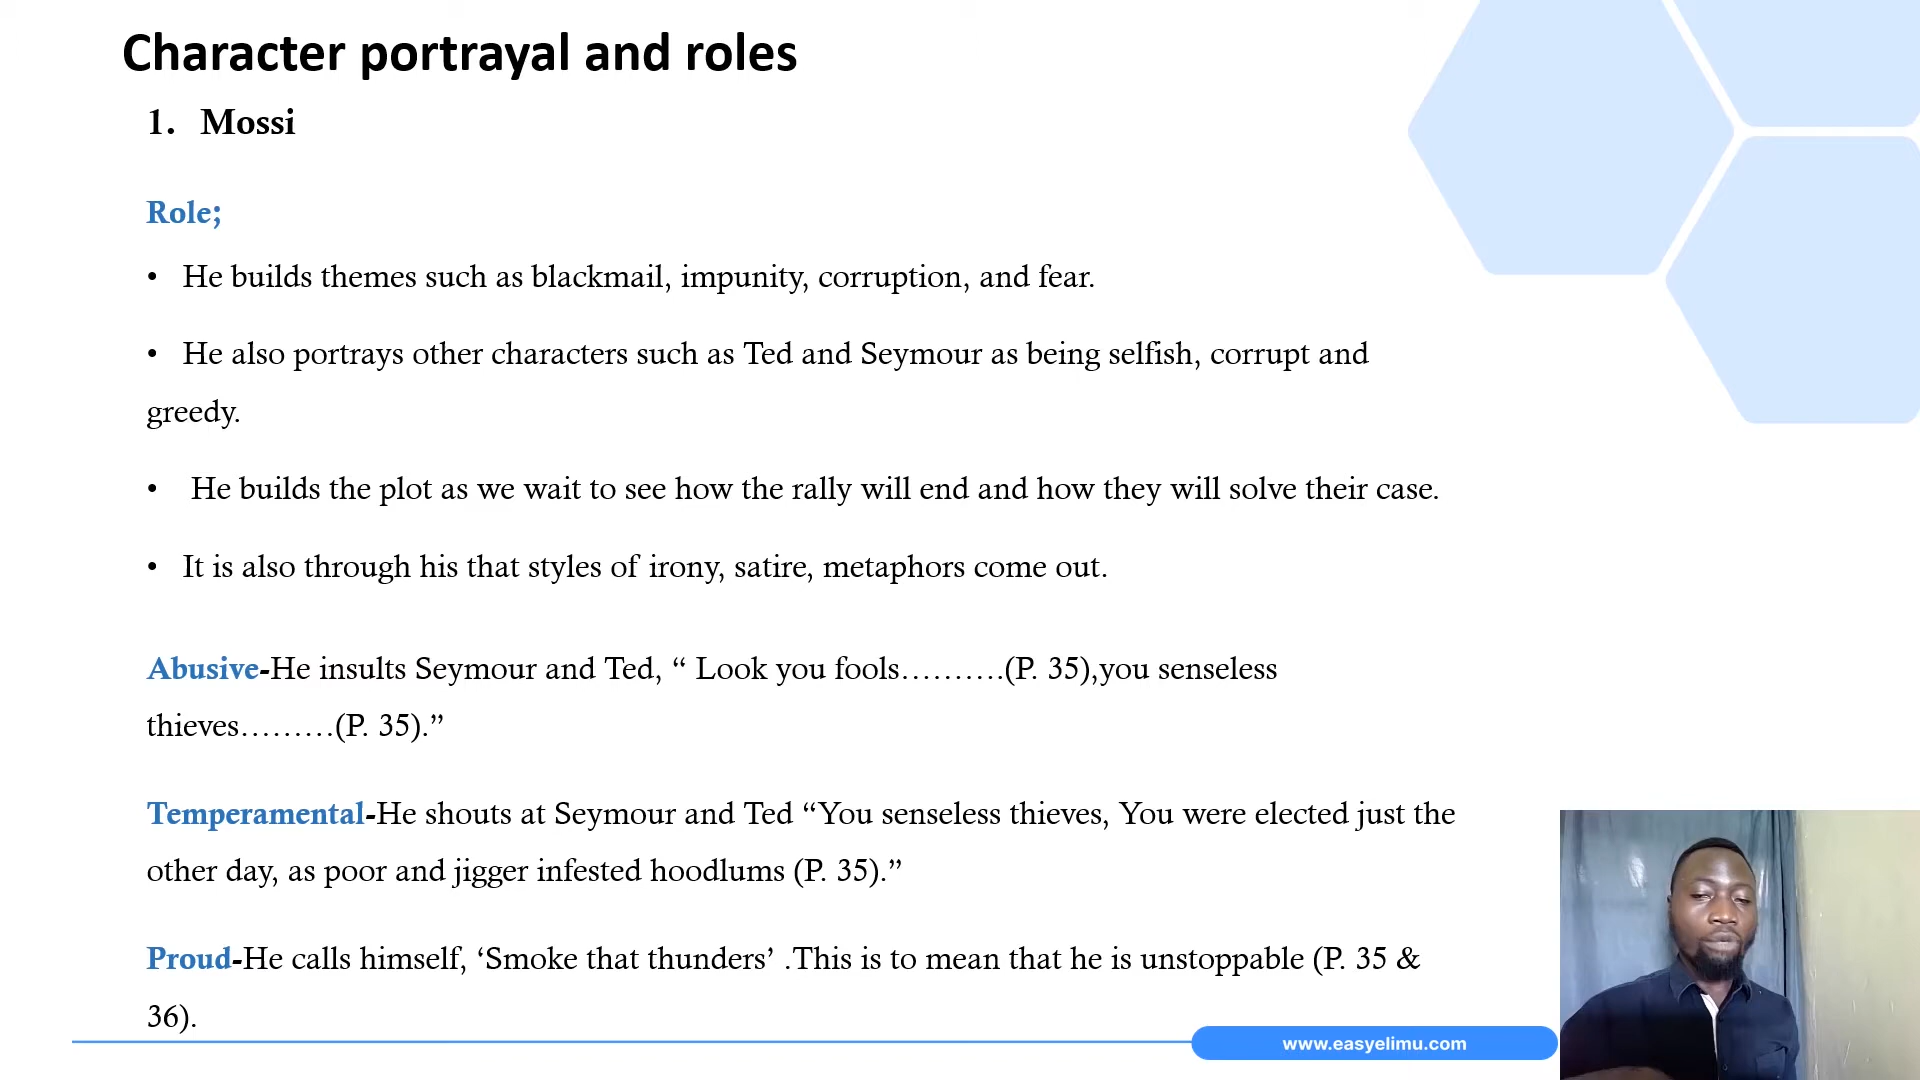 Character portrayal and roles
1. Mossi
Role;
• He builds themes such as blackmail, impunity, corruption, and fear.
• He also portrays other characters such as Ted and Seymour as being selfish, corrupt and
greedy.
• He builds the plot as we wait to see how the rally will end and how they will solve their case.
• It is also through his that styles of irony, satire, metaphors come out.
Abusive-He insults Seymour and Ted, “ Look you fools……….(P. 35),you senseless
thieves………(P. 35).”
Temperamental-He shouts at Seymour and Ted “You senseless thieves, You were elected just the
other day, as poor and jigger infested hoodlums (P. 35).”
Proud-He calls himself, ‘Smoke that thunders’ .This is to mean that he is unstoppable (P. 35 &
36).
www.easyelimu.com